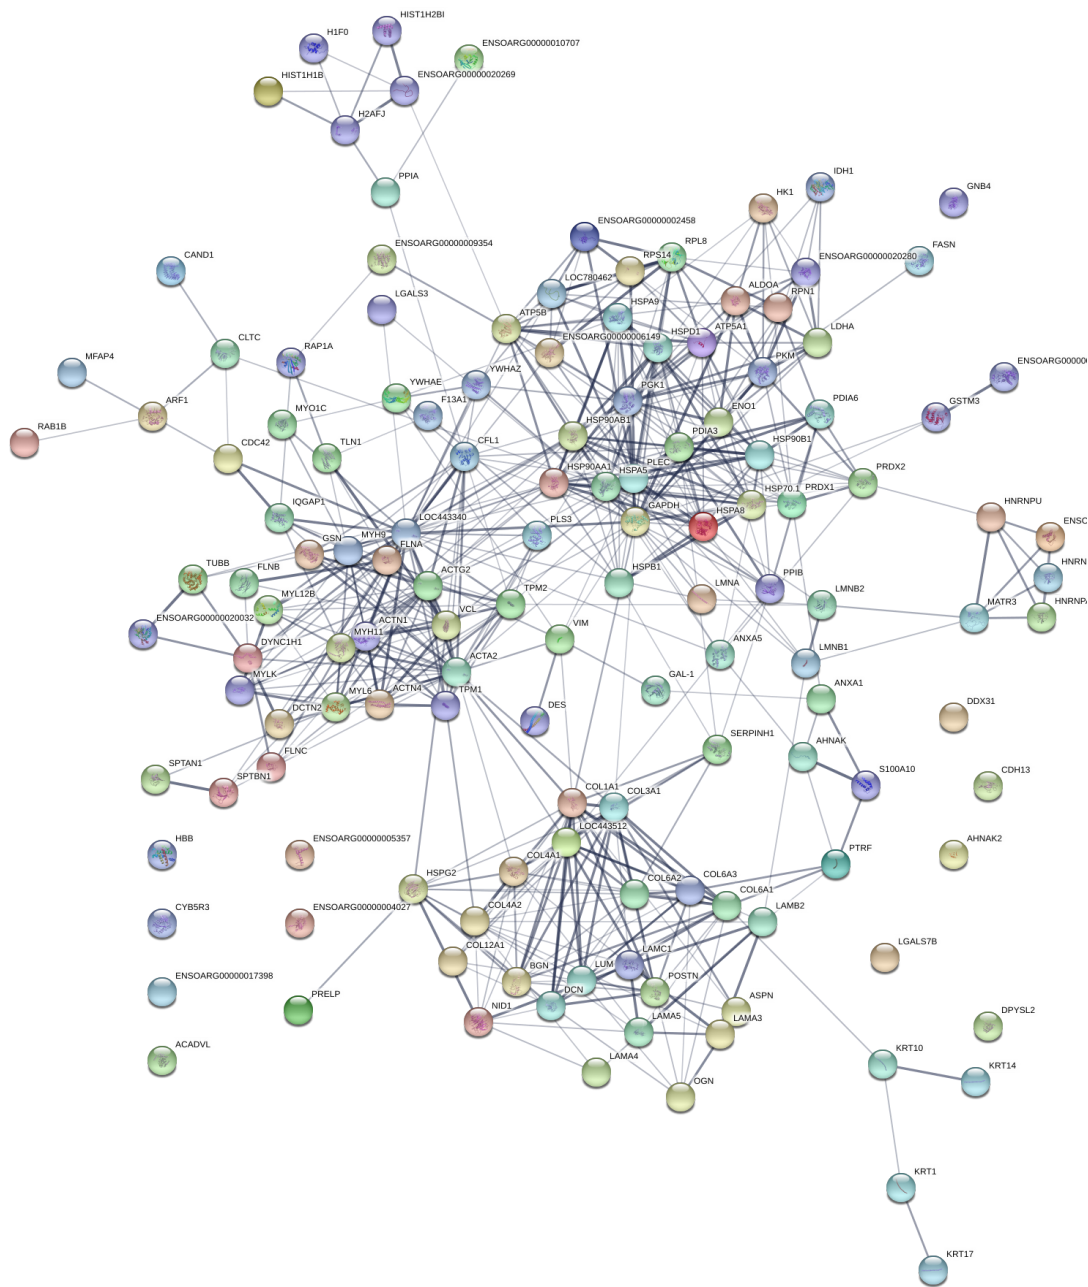 HIST1H2BI
H1F0
ENSOARG00000010707
HIST1H1B
ENSOARG00000020269
H2AFJ
PPIA
IDH1
HK1
GNB4
ENSOARG00000002458
ENSOARG00000009354
RPL8
RPS14
FASN
ENSOARG00000020280
CAND1
LOC780462
ALDOA
RPN1
LGALS3
HSPA9
ATP5B
HSPD1
ATP5A1
LDHA
ENSOARG00000006149
CLTC
RAP1A
MFAP4
PKM
ENSOARG00000
YWHAE
YWHAZ
PGK1
ARF1
F13A1
GSTM3
MYO1C
ENO1
PDIA6
RAB1B
HSP90AB1
PDIA3
CDC42
TLN1
CFL1
HSP90B1
HSP90AA1
HSPA5
PLEC
PRDX2
HSP70.1
PRDX1
IQGAP1
LOC443340
GAPDH
HSPA8
HNRNPU
GSN
MYH9
FLNA
PLS3
ENSO
TUBB
FLNB
ACTG2
HSPB1
PPIB
HNRN
MYL12B
TPM2
LMNA
LMNB2
ENSOARG00000020032
VCL
MATR3
HNRNPA
ACTN1
DYNC1H1
MYH11
VIM
ANXA5
LMNB1
ACTA2
MYLK
MYL6
ACTN4
TPM1
GAL-1
ANXA1
DCTN2
DES
DDX31
SERPINH1
AHNAK
FLNC
SPTAN1
SPTBN1
S100A10
CDH13
COL1A1
COL3A1
LOC443512
HBB
ENSOARG00000005357
PTRF
AHNAK2
COL4A1
HSPG2
COL6A2
COL6A3
COL6A1
CYB5R3
ENSOARG00000004027
COL4A2
LAMB2
COL12A1
LAMC1
LGALS7B
BGN
LUM
ENSOARG00000017398
PRELP
DCN
POSTN
ASPN
NID1
LAMA5
LAMA3
DPYSL2
ACADVL
LAMA4
KRT10
OGN
KRT14
KRT1
KRT17